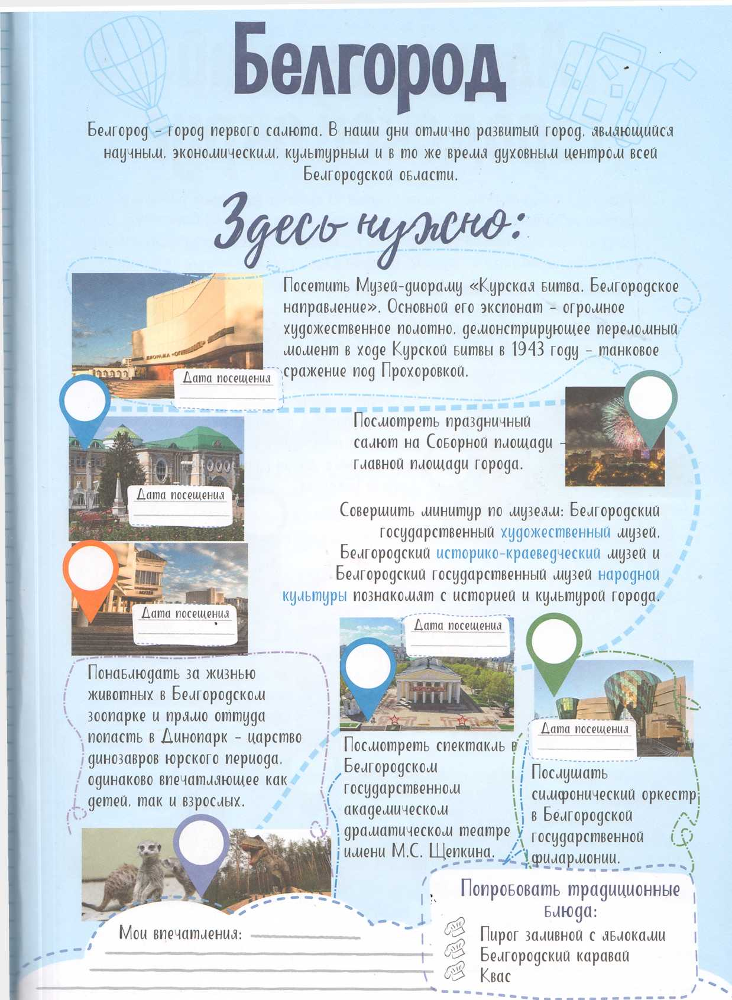 Белгород
Белгород – город первого салюта. В наши дни отлично развитый город, являющийся
научным, экономическим, культурным и в то же время духовным центром всей
Белгородской области.
Здесь нужно:
Посетить Музей-диораму «Курская битва. Белгородское
направление». Основной его экспонат – огромное
художественное полотно, демонстрирующее переломный
момент в ходе Курской битвы в 1943 году – танковое
сражение под Прохоровкой.
ДИОРАМА «ОГНЕННАЯ
Дата посещения
Посмотреть праздничный
салют на Соборной площади –
главной площади города.
Дата посещения
Совершить минитур по музеям: Белгородский
государственный художественный музей,
Белгородский историко-краеведческий музей и
Белгородский государственный музей народной
культуры познакомят с историей и культурой города.
КРАЕВЕДЧЕСКИЙ
МУЗЕЙ
Дата посещения
Дата посещения
Понаблюдать за жизнью
животных в Белгородском
зоопарке и прямо оттуда
попасть в Динопарк – царство
динозавров юрского периода,
одинаково впечатляющее как
детей, так и взрослых.
Посмотреть спектакль в
Белгородском
государственном
академическом
драматическом театре
имени М.С. Щепкина.
Дата посещения
Послушать
симфонический оркестр
в Белгородской
государственной
филармонии.
Мои впечатления:
Попробовать традиционные
блюда:
Пирог заливной с яблоками
Белгородский каравай
Квас